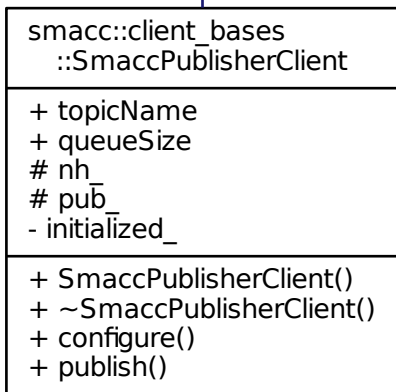 smacc::client_bases
::SmaccPublisherClient
+ topicName
+ queueSize
# nh_
# pub_
- initialized_
+ SmaccPublisherClient()
+ ~SmaccPublisherClient()
+ configure()
+ publish()